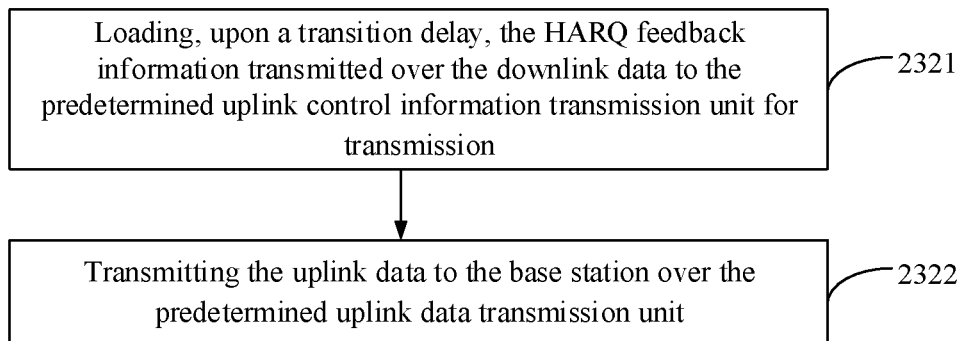 Loading, upon a transition delay, the HARQ feedback
information transmitted over the downlink data to the
predetermined uplink control information transmission unit for
transmission
2321
Transmitting the uplink data to the base station over the
predetermined uplink data transmission unit
2322